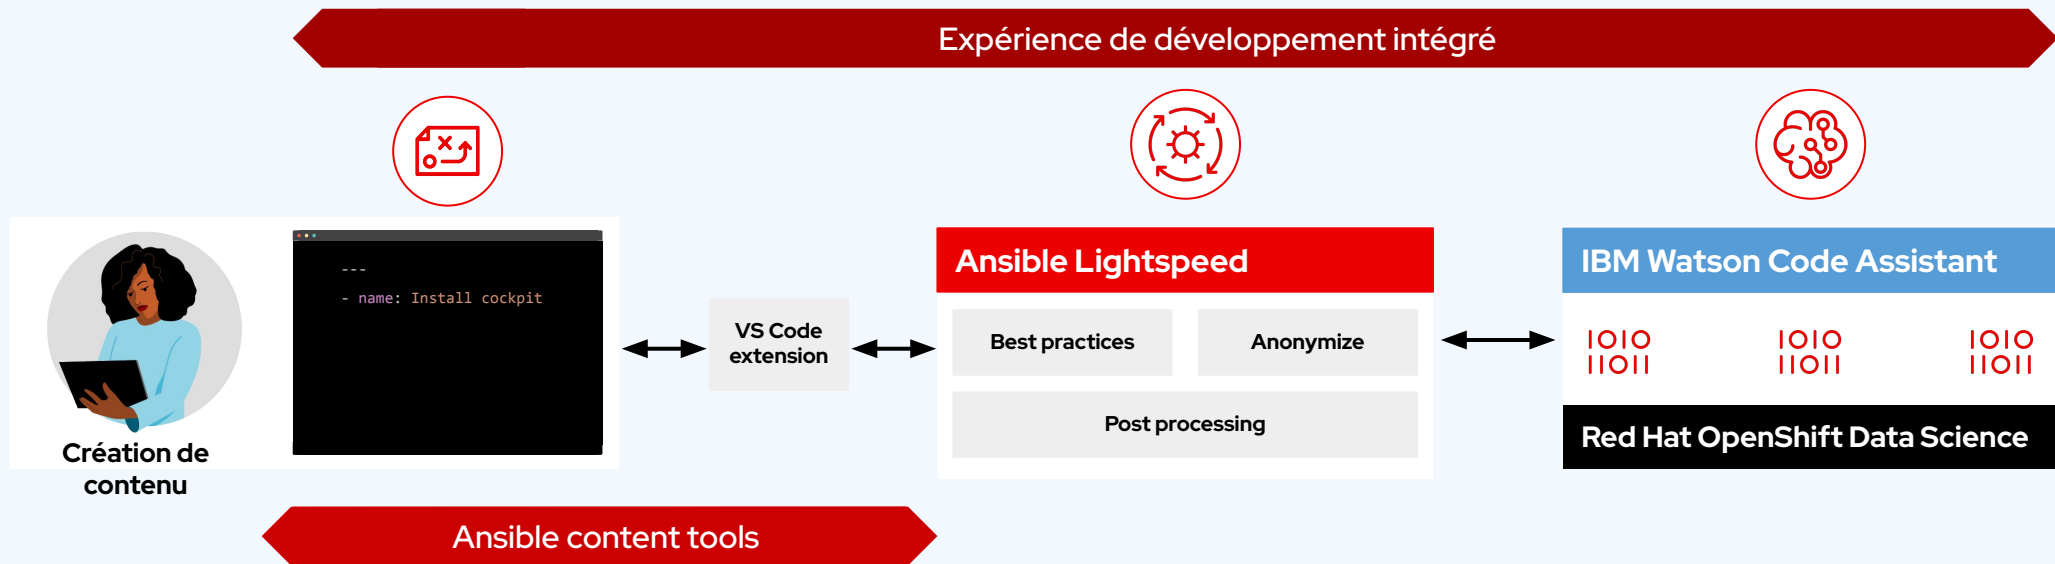 Expérience de développement intégré
---
- name: Install cockpit
Création de
contenu
VS Code
extension
Ansible Lightspeed
Best practices
Anonymize
Post processing
IBM Watson Code Assistant
1010
11011
1010
11011
1010
11011
Red Hat OpenShift Data Science
Ansible content tools